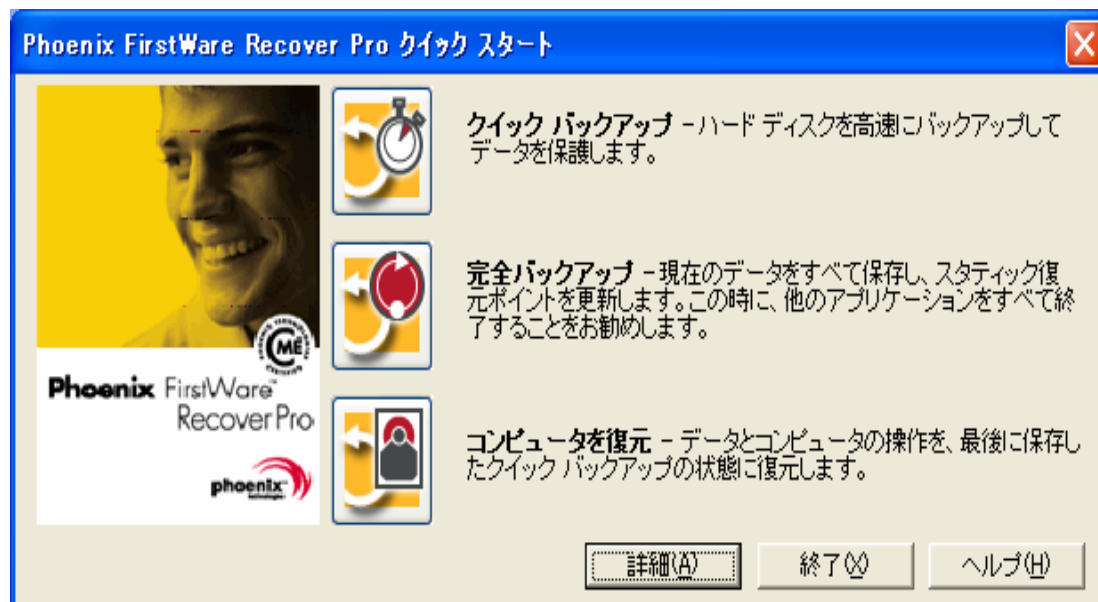 Phoenix FirstWare Recover Pro クイック スタート
クイック バックアップ - ハード ディスクを高速にバックアップして
データを保護します。
完全バックアップ - 現在のデータをすべて保存し、スタティック復
元ポイントを更新します。この時に、他のアプリケーションをすべて終
了することをお勧めします。
CME
Phoenix FirstWare™
Recover Pro
phoenix
technologies
コンピュータを復元 - データとコンピュータの操作を、最後に保存し
たクイック バックアップの状態に復元します。
詳細(A)
終了(X)
ヘルプ(H)